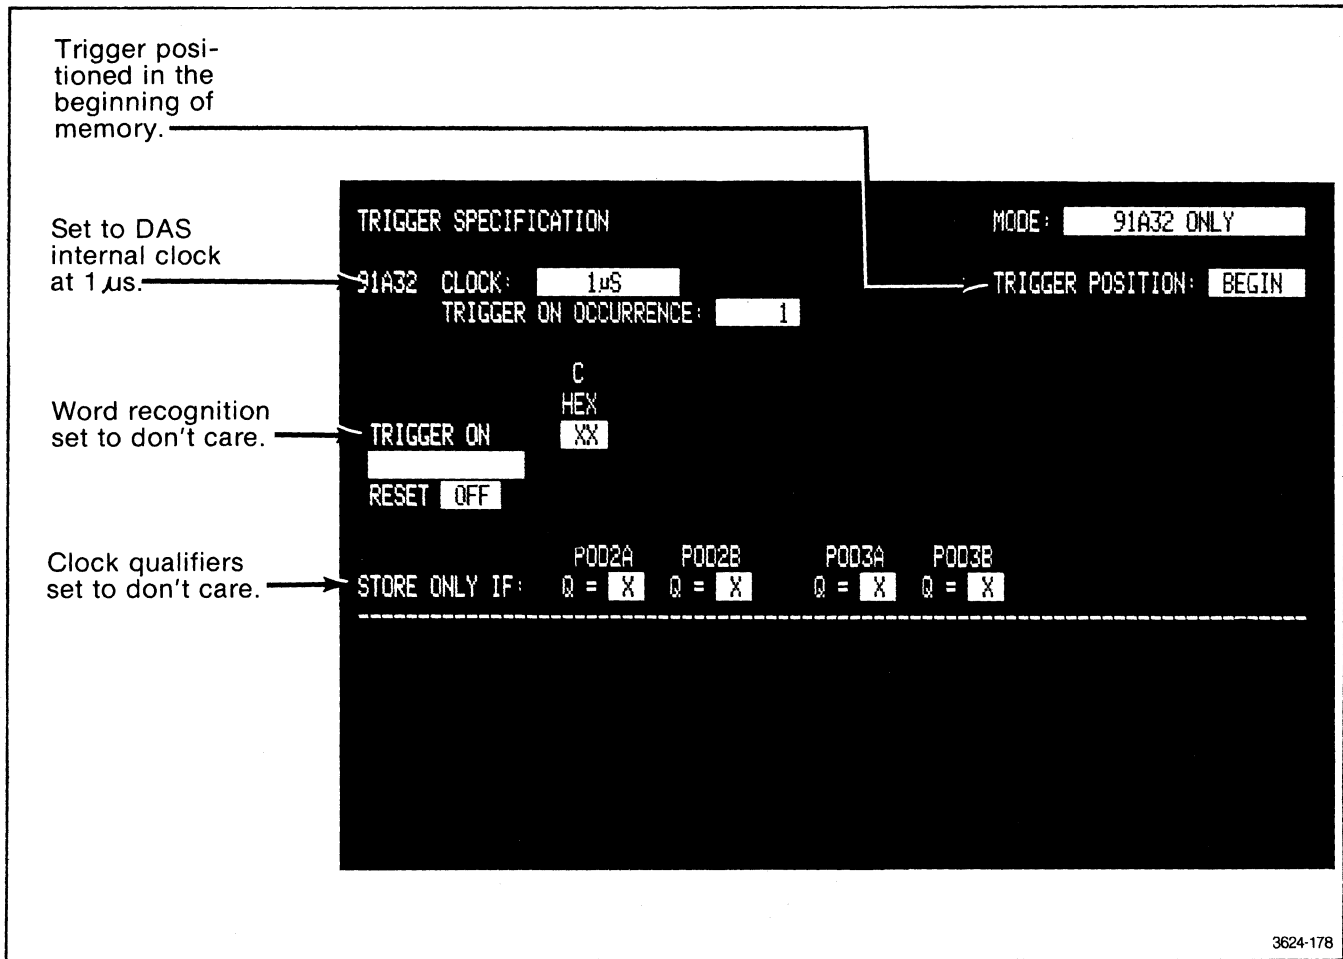 Trigger posi-
tioned in the
beginning of
memory.
Set to DAS
internal clock
at 1 µs.
Word recognition
set to don't care.
Clock qualifiers
set to don't care.
TRIGGER SPECIFICATION MODE: 91A32 ONLY
91A32 CLOCK: 1µS TRIGGER POSITION: BEGIN
TRIGGER ON OCCURRENCE: 1
C
HEX
TRIGGER ON XX
RESET OFF
POD2A POD2B POD3A POD3B
STORE ONLY IF: Q = X Q = X Q = X Q = X
3624-178